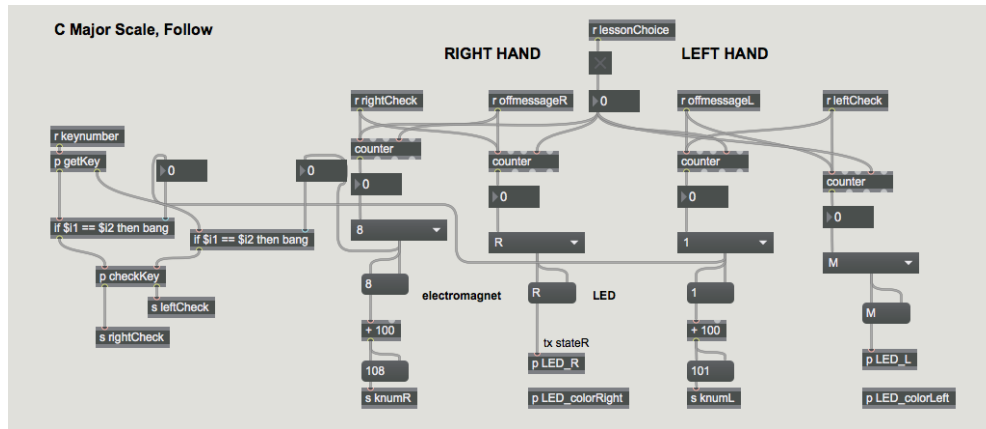 C Major Scale, Follow
r lessonChoice
RIGHT HAND
LEFT HAND
0
r rightCheck
r offmessageR
r offmessageL
r leftCheck
r keynumber
counter
p getKey
counter
counter
0
0
counter
0
0
0
0
if $i1 == $i2 then bang
8
if $i1 == $i2 then bang
R
1
M
p checkKey
8
electromagnet
R
LED
1
s leftCheck
M
s rightCheck
+ 100
+ 100
tx stateR
108
p LED_R
101
p LED_L
s knumR
p LED_colorRight
s knumL
p LED_colorLeft